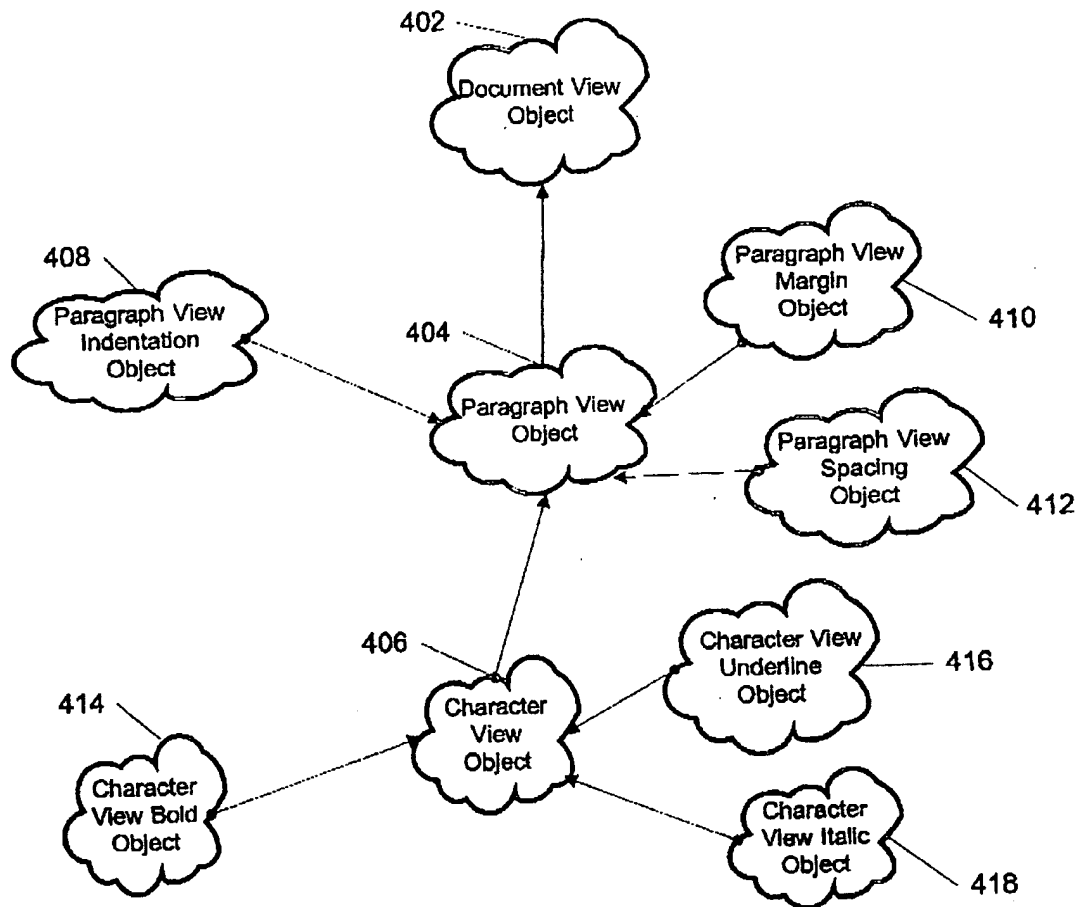 402
Document View
Object
408
Paragraph View
Indentation
Object
404
Paragraph View
Object
Paragraph View
Margin
Object
410
Paragraph View
Spacing
Object
412
406
Character
View
Object
Character View
Underline
Object
416
414
Character
View Bold
Object
Character
View Italic
Object
418